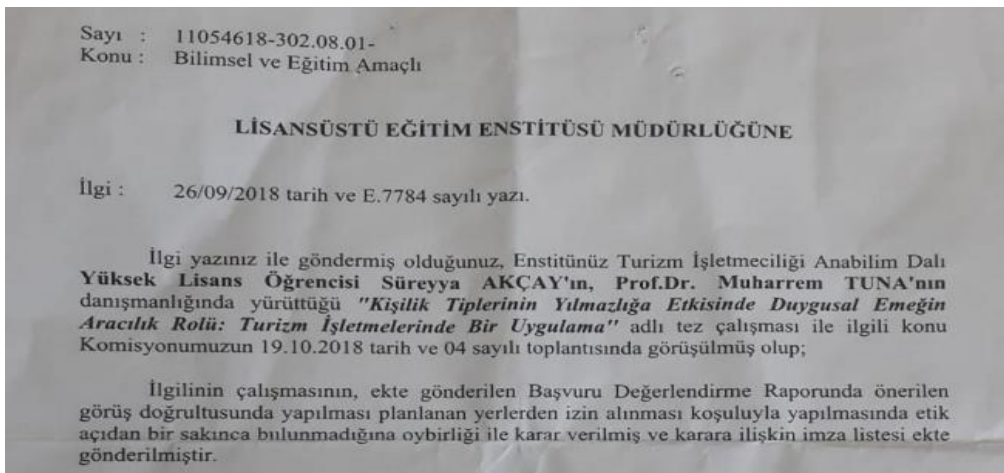 Sayı : 11054618-302.08.01-
Konu : Bilimsel ve Eğitim Amaçlı
LİSANSÜSTÜ EĞİTİM ENSTİTÜSÜ MÜDÜRLÜĞÜNE
İlgi : 26/09/2018 tarih ve E.7784 sayılı yazı.
İlgi yazınız ile göndermiş olduğunuz, Enstitünüz Turizm İşletmeciliği Anabilim Dalı
Yüksek Lisans Öğrencisi Süreyya AKÇAY'ın, Prof.Dr. Muharrem TUNA'nın
danışmanlığında yürüttüğü "Kişilik Tiplerinin Yılmazlığa Etkisinde Duygusal Emeğin
Aracılık Rolü: Turizm İşletmelerinde Bir Uygulama" adlı tez çalışması ile ilgili konu
Komisyonumuzun 19.10.2018 tarih ve 04 sayılı toplantısında görüşülmüş olup;
İlgilinin çalışmasının, ekte gönderilen Başvuru Değerlendirme Raporunda önerilen
görüş doğrultusunda yapılması planlanan yerlerden izin alınması koşuluyla yapılmasında etik
açıdan bir sakınca bulunmadığına oybirliği ile karar verilmiş ve karara ilişkin imza listesi ekte
gönderilmiştir.